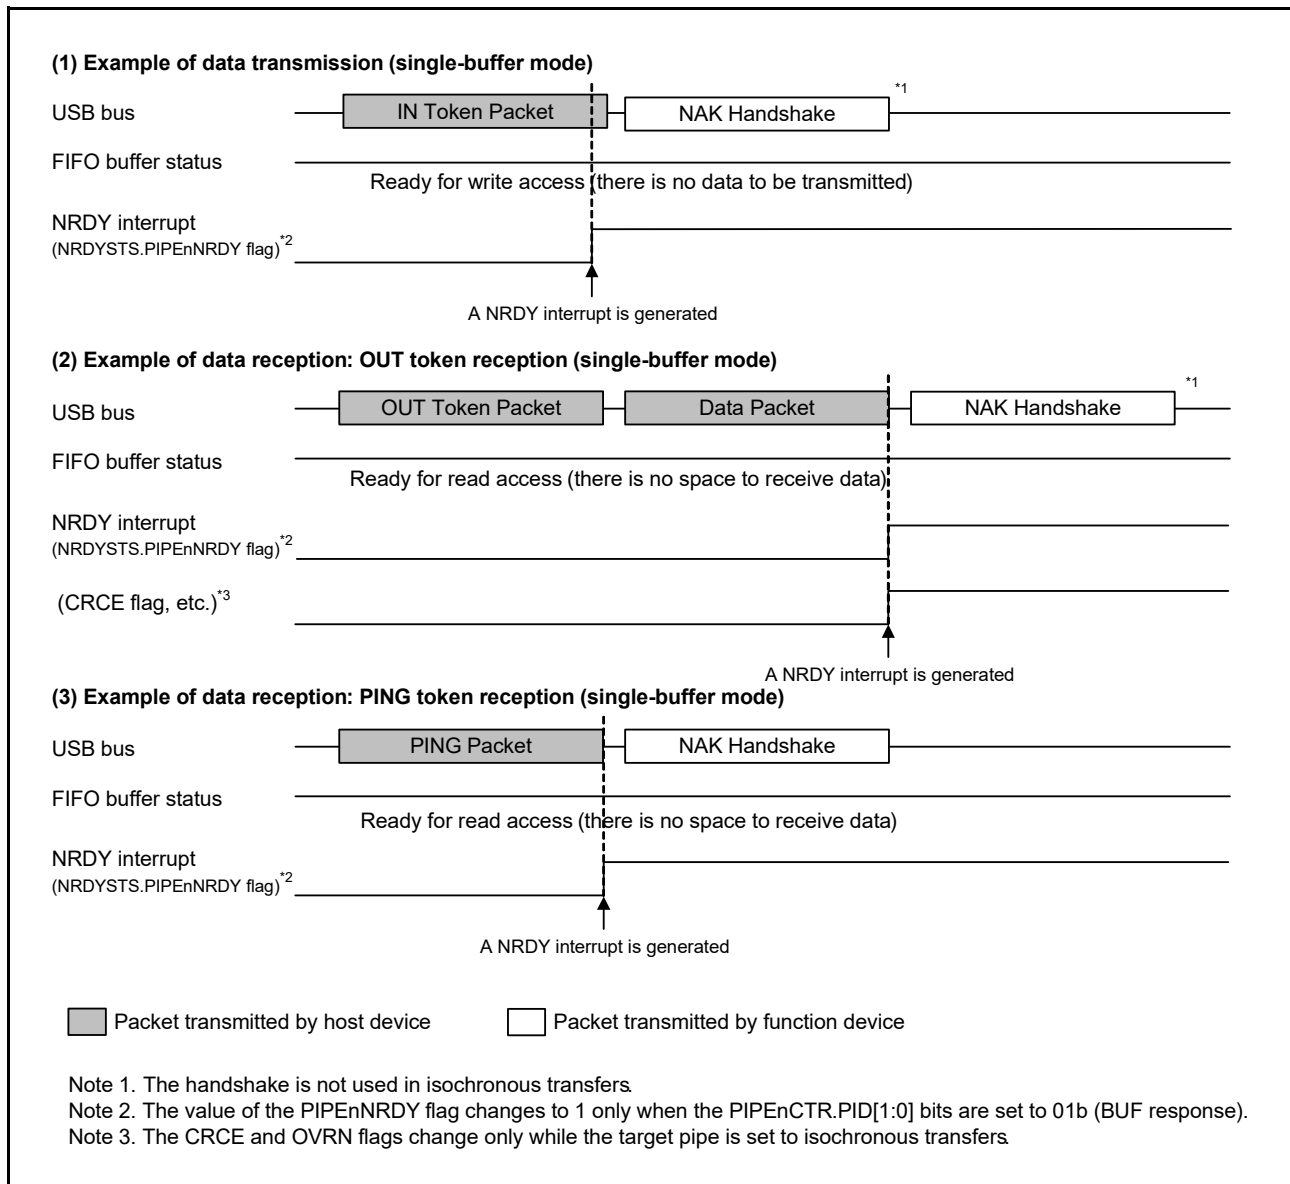 (1) Example of data transmission (single-buffer mode)
USB bus
IN Token Packet
NAK Handshake
*1
FIFO buffer status
Ready for write access (there is no data to be transmitted)
NRDY interrupt
(NRDYSTS.PIPEnNRDY flag)*2
A NRDY interrupt is generated
(2) Example of data reception: OUT token reception (single-buffer mode)
USB bus
OUT Token Packet
Data Packet
NAK Handshake
*1
FIFO buffer status
Ready for read access (there is no space to receive data)
NRDY interrupt
(NRDYSTS.PIPEnNRDY flag)*2
(CRCE flag, etc.)*3
A NRDY interrupt is generated
(3) Example of data reception: PING token reception (single-buffer mode)
USB bus
PING Packet
NAK Handshake
FIFO buffer status
Ready for read access (there is no space to receive data)
NRDY interrupt
(NRDYSTS.PIPEnNRDY flag)*2
A NRDY interrupt is generated
Packet transmitted by host device
Packet transmitted by function device
Note 1. The handshake is not used in isochronous transfers.
Note 2. The value of the PIPEnNRDY flag changes to 1 only when the PIPEnCTR.PID[1:0] bits are set to 01b (BUF response).
Note 3. The CRCE and OVRN flags change only while the target pipe is set to isochronous transfers.